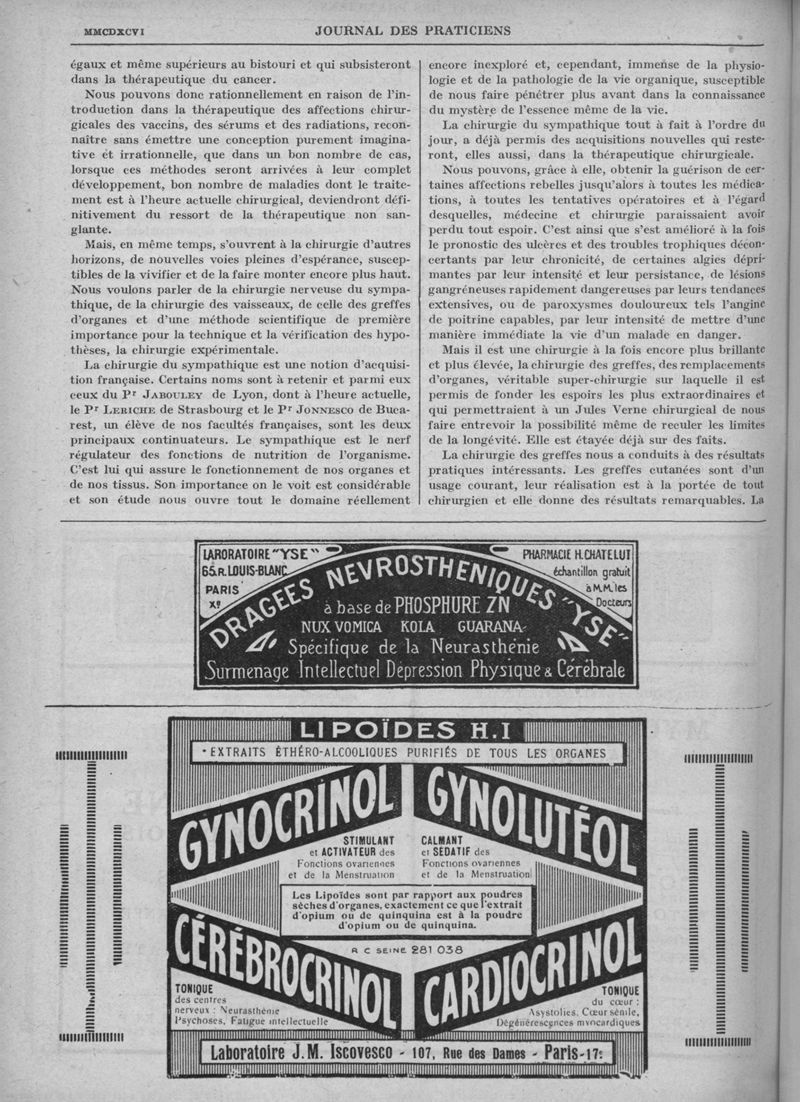 MMCDXCVI
JOURNAL DES PRATICIENS
égaux et même supérieurs au bistouri et qui subsisteront
dans la thérapeutique du cancer.
Nous pouvons donc rationnellement en raison de l'in-
troduction dans la thérapeutique des affections chirur-
gicales des vaccins, des sérums et des radiations, recon-
naître sans émettre une conception purement imagina-
tive et irrationnelle, que dans un bon nombre de cas,
lorsque ces méthodes seront arrivées à leur complet
développement, bon nombre de maladies dont le traite-
ment est à l'heure actuelle chirurgical, deviendront défi-
nitivement du ressort de la thérapeutique non san-
glante.
Mais, en même temps, s'ouvrent à la chirurgie d'autres
horizons, de nouvelles voies pleines d'espérance, suscep-
tibles de la vivifier et de la faire monter encore plus haut.
Nous voulons parler de la chirurgie nerveuse du sympa-
thique, de la chirurgie des vaisseaux, de celle des greffes
d'organes et d'une méthode scientifique de première
importance pour la technique et la vérification des hypo-
thèses, la chirurgie expérimentale.
La chirurgie du sympathique est une notion d'acquisi-
tion française. Certains noms sont à retenir et parmi eux
ceux du Pr JABOULEY de Lyon, dont à l'heure actuelle,
le Pr LERICHE de Strasbourg et le Pr JONNESCO de Buca-
rest, un élève de nos facultés françaises, sont les deux
principaux continuateurs. Le sympathique est le nerf
régulateur des fonctions de nutrition de l'organisme.
C'est lui qui assure le fonctionnement de nos organes et
de nos tissus. Son importance on le voit est considérable
et son étude nous ouvre tout le domaine réellement
encore inexploré et, cependant, immense de la physio-
logie et de la pathologie de la vie organique, susceptible
de nous faire pénétrer plus avant dans la connaissance
du mystère de l'essence même de la vie.
La chirurgie du sympathique tout à fait à l'ordre du
jour, a déjà permis des acquisitions nouvelles qui reste-
ront, elles aussi, dans la thérapeutique chirurgicale.
Nous pouvons, grâce à elle, obtenir la guérison de cer-
taines affections rebelles jusqu'alors à toutes les médica-
tions, à toutes les tentatives opératoires et à l'égard
desquelles, médecine et chirurgie paraissaient avoir
perdu tout espoir. C'est ainsi que s'est amélioré à la fois
le pronostic des ulcères et des troubles trophiques décon-
certants par leur chronicité, de certaines algies dépri-
mantes par leur intensité et leur persistance, de lésions
gangréneuses rapidement dangereuses par leurs tendances
extensives, ou de paroxysmes douloureux tels l'angine
de poitrine capables, par leur intensité de mettre d'une
manière immédiate la vie d'un malade en danger.
Mais il est une chirurgie à la fois encore plus brillante
et plus élevée, la chirurgie des greffes, des remplacements
d'organes, véritable super-chirurgie sur laquelle il est
permis de fonder les espoirs les plus extraordinaires et
qui permettraient à un Jules Verne chirurgical de nous
faire entrevoir la possibilité même de reculer les limites
de la longévité. Elle est étayée déjà sur des faits.
La chirurgie des greffes nous a conduits à des résultats
pratiques intéressants. Les greffes cutanées sont d'un
usage courant, leur réalisation est à la portée de tout
chirurgien et elle donne des résultats remarquables. La
LABORATOIRE "YSE"
65.R.LOUIS-BLANC
PARIS
Xe
PHARMACIE H.CHATELUT
échantillon gratuit
à M.M. les
Docteurs
DRAGÉES NEVROSTHENIQUES "YSE"
à base de PHOSPHURE ZN
NUX VOMICA KOLA GUARANA
Spécifique de la Neurasthénie
Surmenage Intellectuel Dépression Physique & Cérébrale
LIPOÏDES H.I
EXTRAITS ÉTHÉRO-ALCOOLIQUES PURIFIÉS DE TOUS LES ORGANES
GYNOCRINOL
STIMULANT
et ACTIVATEUR des
Fonctions ovariennes
et de la Menstruation
GYNOLUTÉOL
CALMANT
et SÉDATIF des
Fonctions ovariennes
et de la Menstruation
Les Lipoïdes sont par rapport aux poudres
sèches d'organes, exactement ce que l'extrait
d'opium ou de quinquina est à la poudre
d'opium ou de quinquina.
R C SEINE 281 038
CÉRÉBROCRINOL
TONIQUE
des centres
nerveux : Neurasthénie
Psychoses, Fatigue intellectuelle
CARDIOCRINOL
TONIQUE
du cœur :
Asystolies, Cœur sénile,
Dégénérescences myocardiques
Laboratoire J.M. Iscovesco - 107, Rue des Dames - Paris-17e